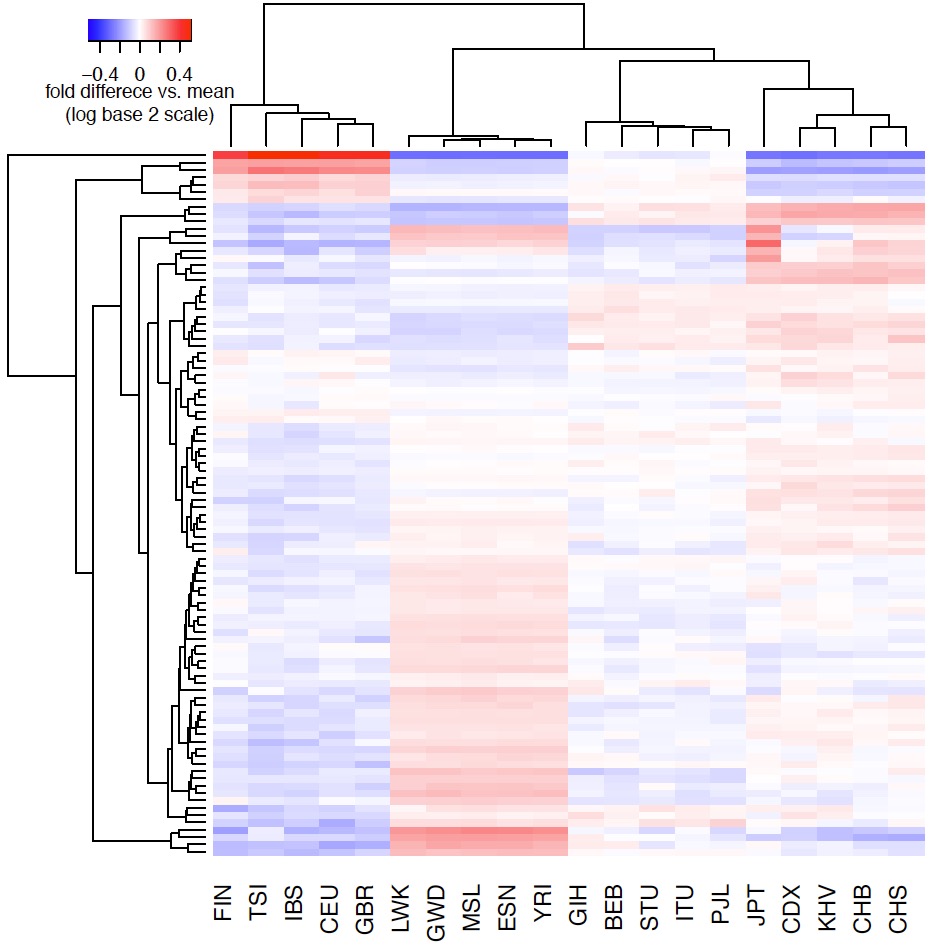 −0.4 0 0.4
fold differece vs. mean
(log base 2 scale)
FIN TSI IBS CEU GBR LWK GWD MSL ESN YRI GIH BEB STU ITU PJL JPT CDX KHV CHB CHS